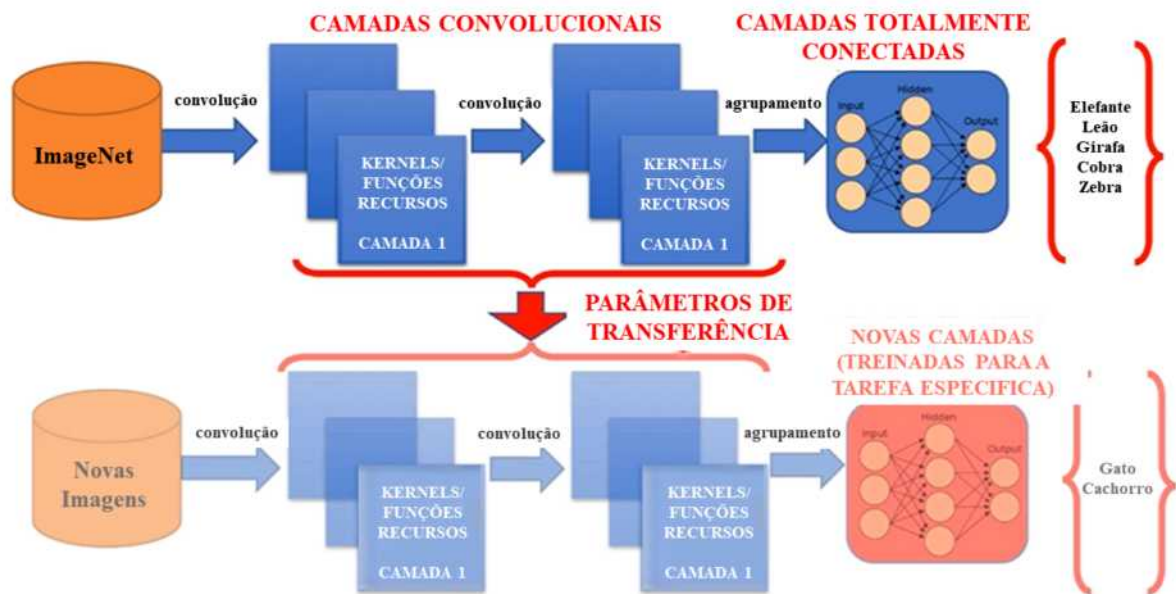 CAMADAS CONVOLUCIONAIS
CAMADAS TOTALMENTE
CONECTADAS
ImageNet
convolução
KERNELS/
FUNÇÕES
RECURSOS
CAMADA 1
convolução
KERNELS/
FUNÇÕES
RECURSOS
CAMADA 1
agrupamento
Input
Hidden
Output
Elefante
Leão
Girafa
Cobra
Zebra
PARÂMETROS DE
TRANSFERÊNCIA
NOVAS CAMADAS
(TREINADAS PARA A
TAREFA ESPECIFICA)
Novas
Imagens
convolução
KERNELS/
FUNÇÕES
RECURSOS
CAMADA 1
convolução
KERNELS/
FUNÇÕES
RECURSOS
CAMADA 1
agrupamento
Input
Hidden
Output
Gato
Cachorro